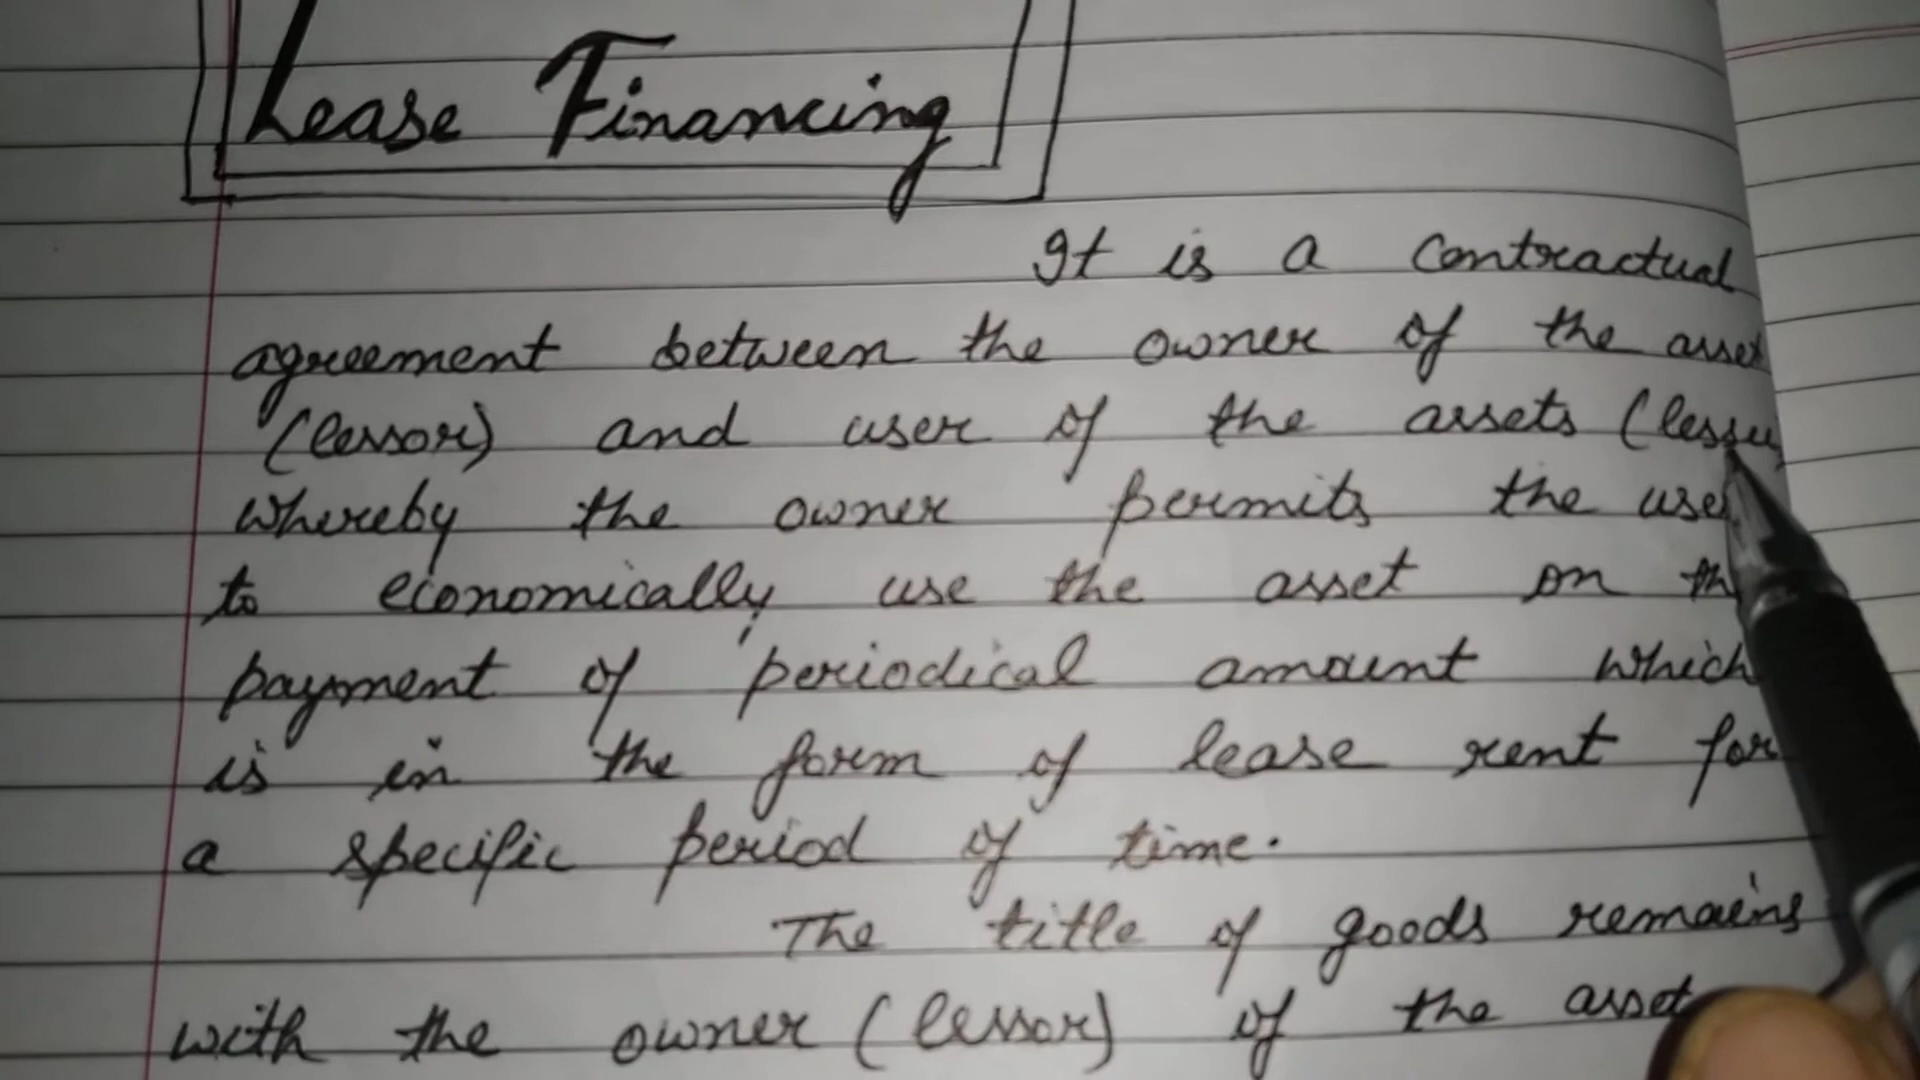 Lease Financing
It is a contractual
agreement between the owner of the asset
(lessor) and user of the assets (lessee
whereby the owner permits the user
to economically use the asset on
payment of periodical amount which
is in the form of lease rent for
a specific period of time.
The title of goods remains
with the owner (lessor) of the asset